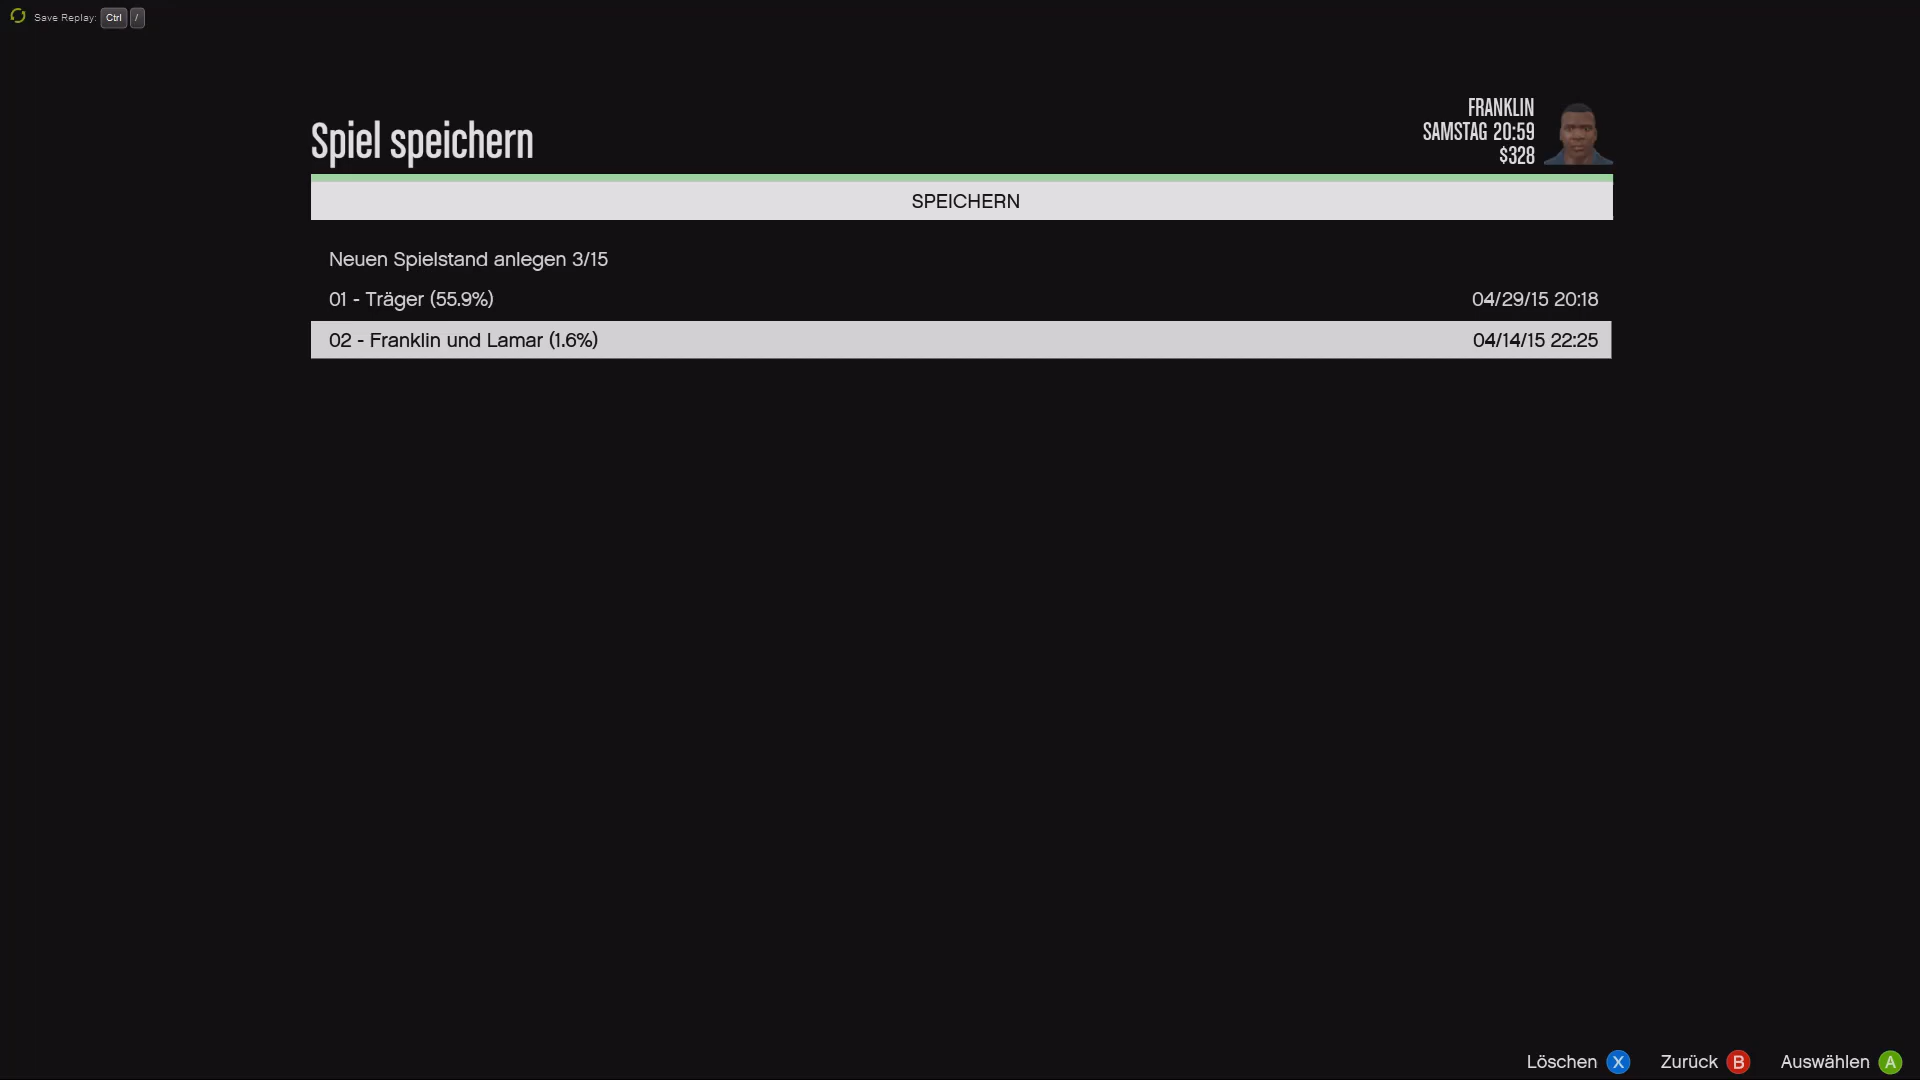 Save Replay: Ctrl /
FRANKLIN
Spiel speichern
SAMSTAG 20:59
$328
SPEICHERN
Neuen Spielstand anlegen 3/15
01 - Träger (55.9%) 04/29/15 20:18
02 - Franklin und Lamar (1.6%) 04/14/15 22:25
Löschen X Zurück B Auswählen A